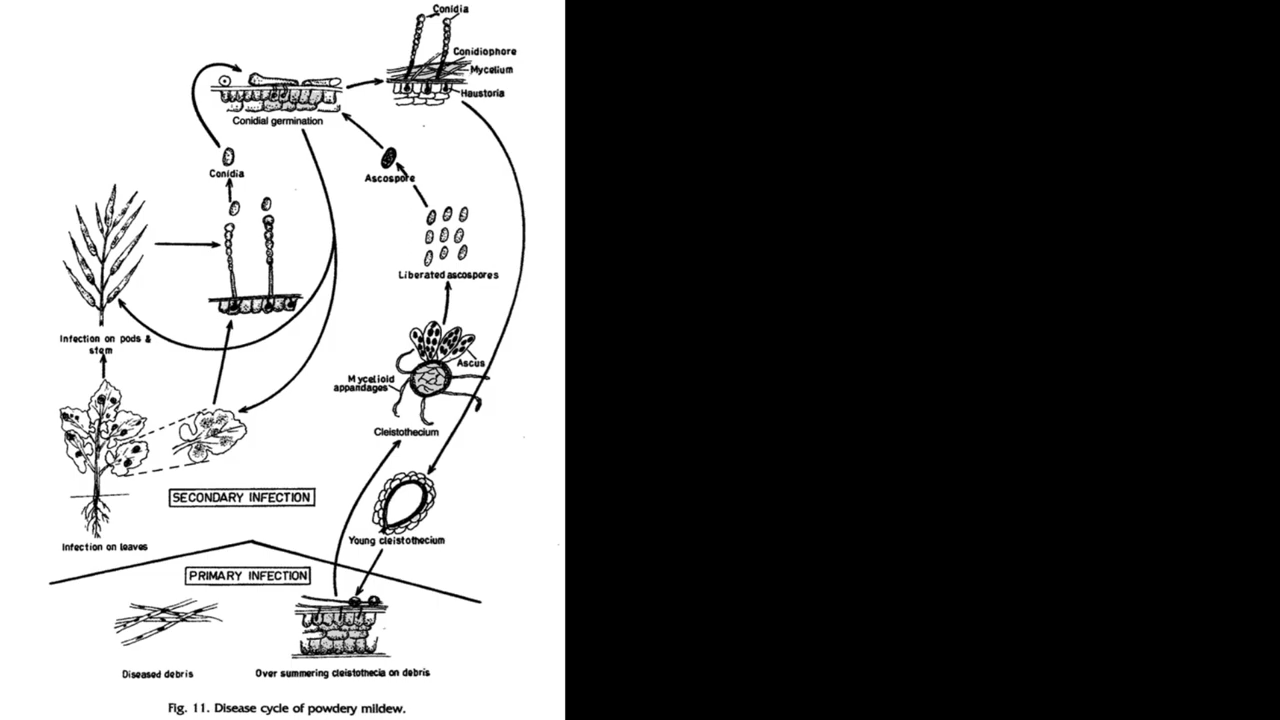 Conidia
Conidiophore
Mycelium
Haustoria
Conidial germination
Conidia
Ascospore
Liberated ascospores
Infection on pods &
stem
Ascus
Mycelioid
appandages
Cleistothecium
SECONDARY INFECTION
Young cleistothecium
Infection on leaves
PRIMARY INFECTION
Diseased debris
Over summering cleistothecia on debris
Fig. 11. Disease cycle of powdery mildew.